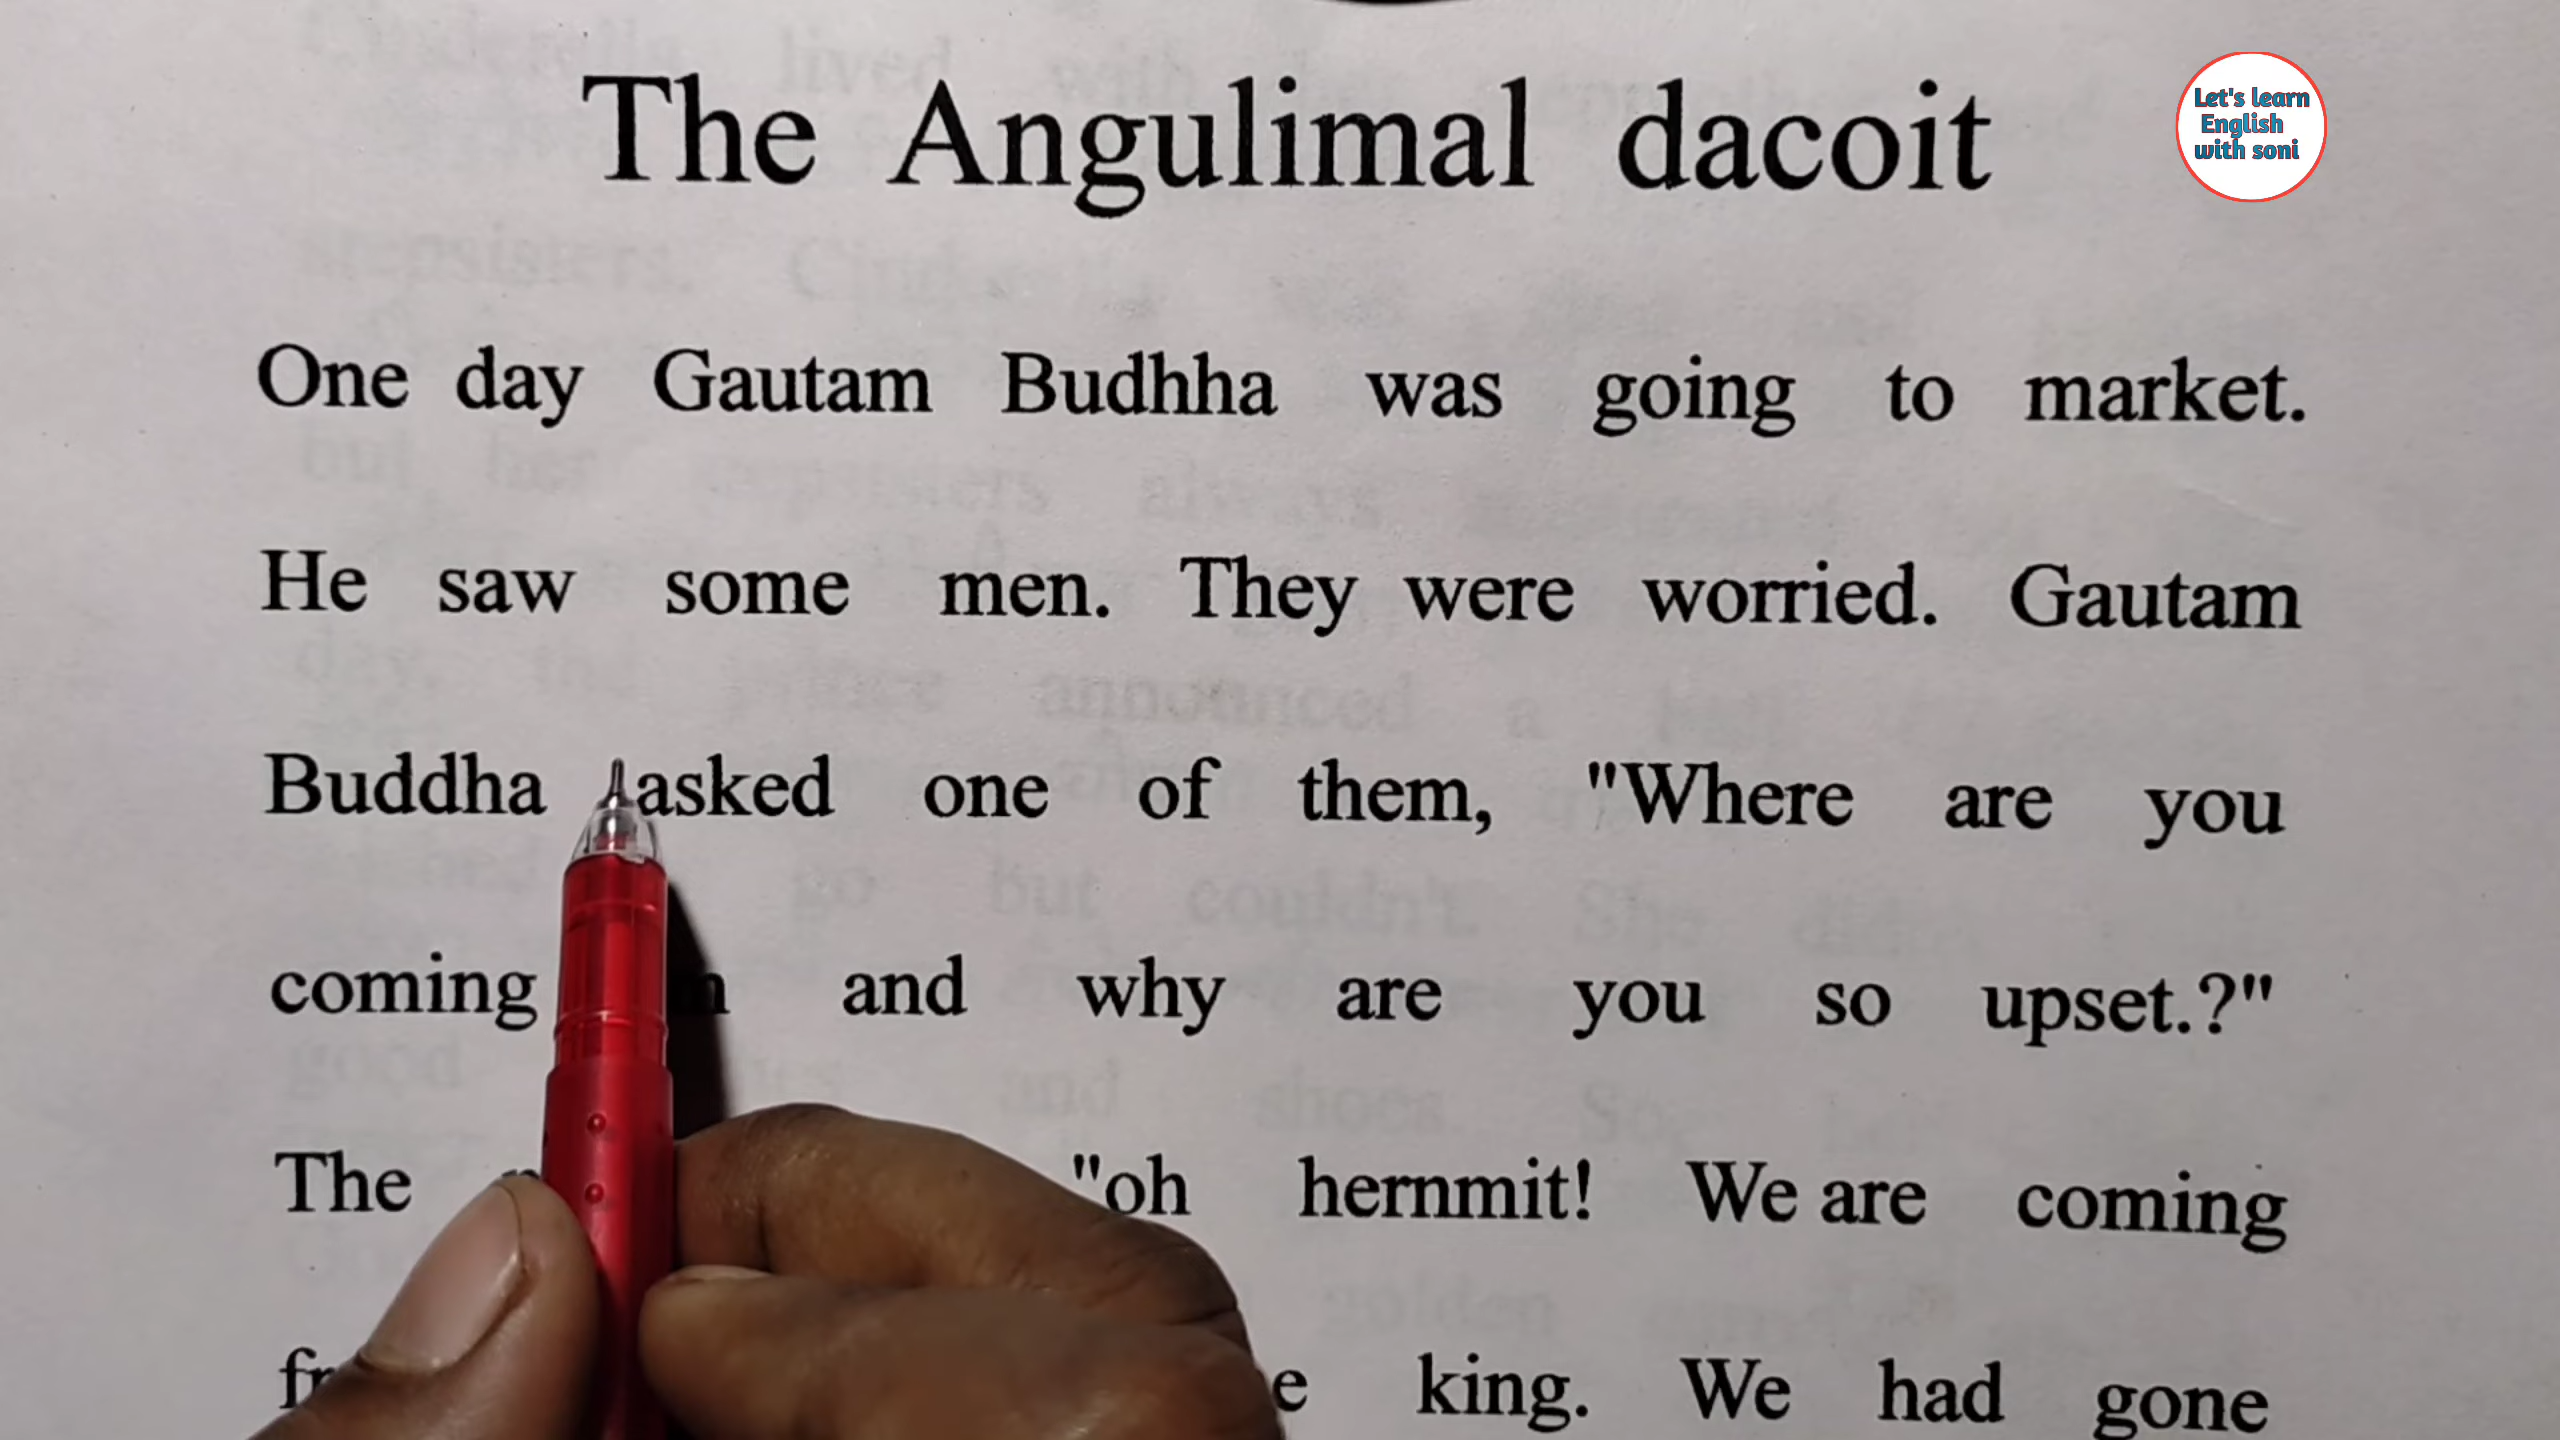 The Angulimal dacoit
Let's learn
English
with soni
One day Gautam Budhha was going to market.
He saw some men. They were worried. Gautam
Buddha asked one of them, "Where are you
coming and why are you so upset.?"
The "oh hernmit! We are coming
king. We had gone